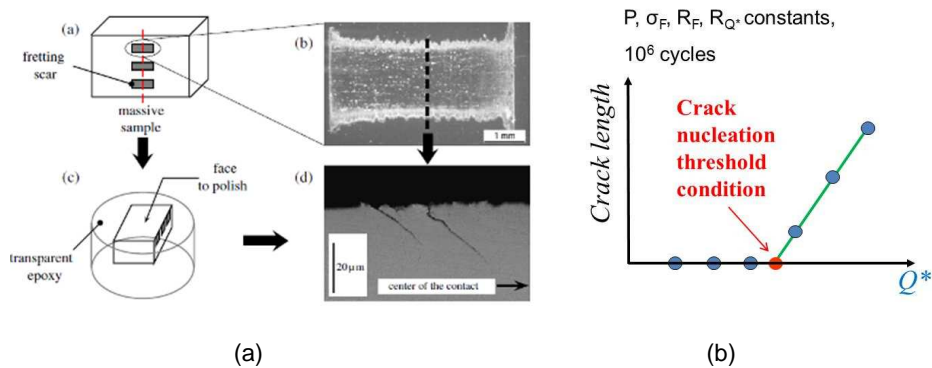 (a)
fretting
scar
massive
sample
(b)
1 mm
(c)
face
to polish
transparent
epoxy
(d)
20µm
center of the contact
(a)
P, σF, RF, RQ* constants,
10⁶ cycles
Crack length
Crack
nucleation
threshold
condition
Q*
(b)